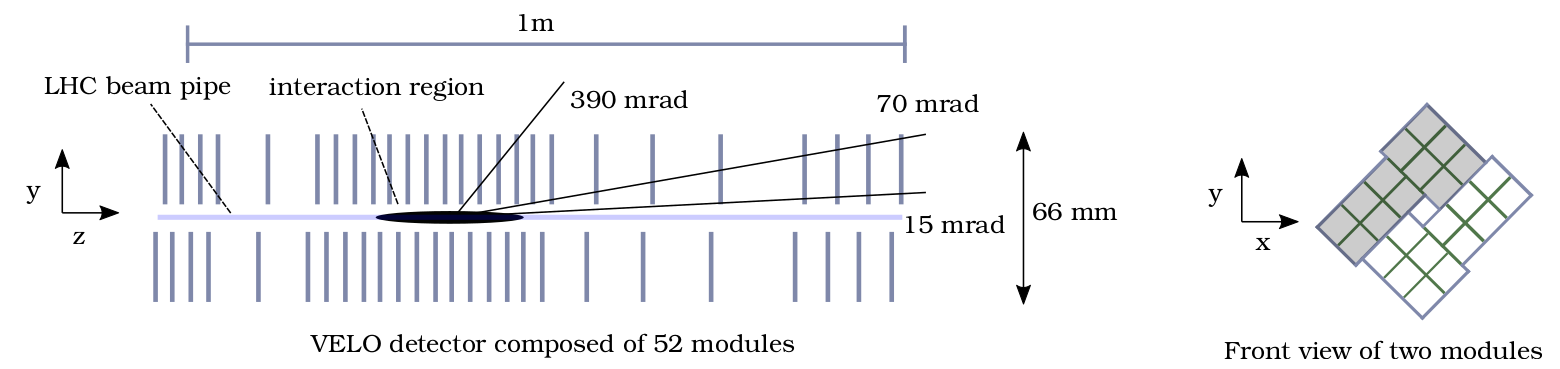 1m
LHC beam pipe
interaction region
390 mrad
70 mrad
y
z
15 mrad
66 mm
y
x
VELO detector composed of 52 modules
Front view of two modules